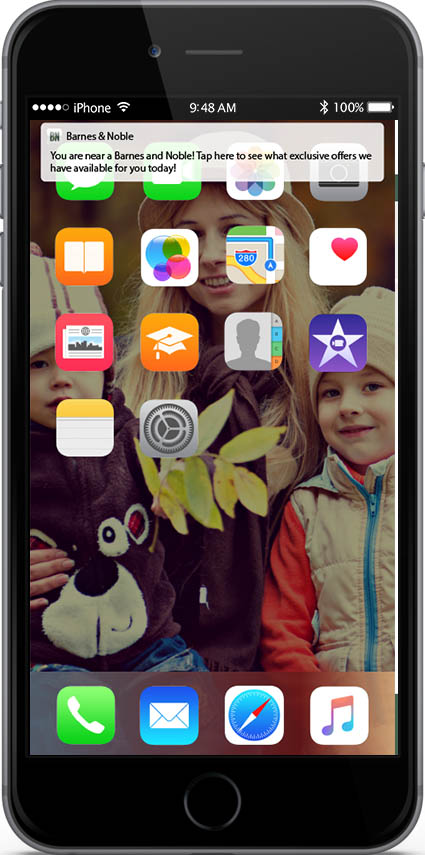 iPhone 9:48 AM 100%
BN Barnes & Noble
You are near a Barnes and Noble! Tap here to see what exclusive offers we
have available for you today!
280
A
B
C
D